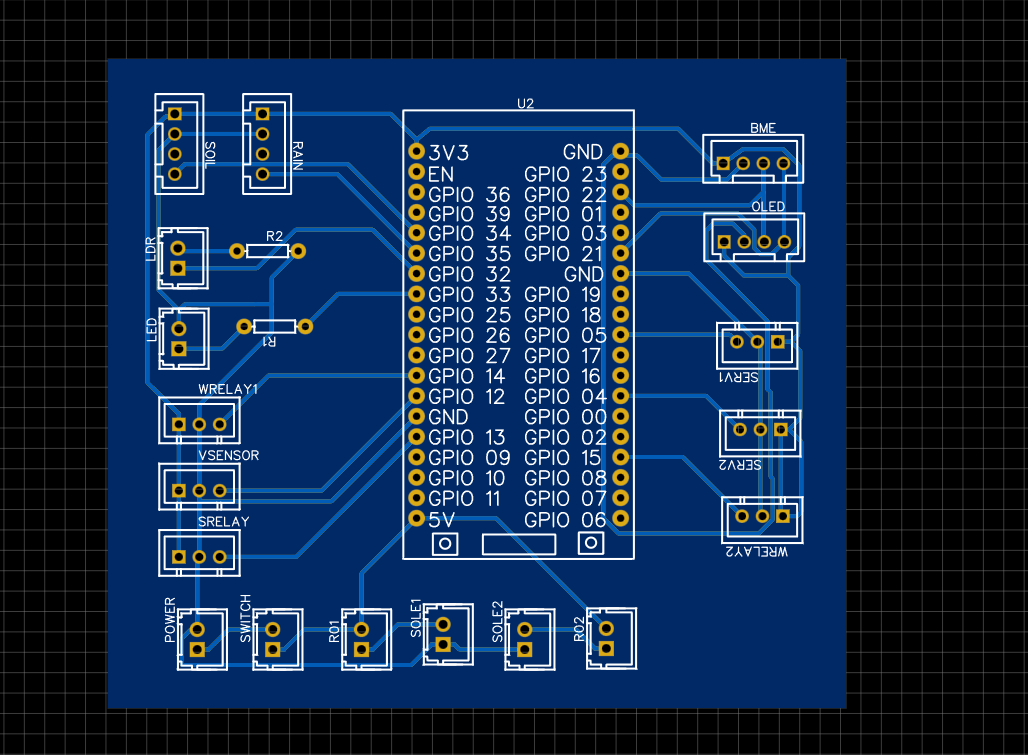 U2
BME
SOIL
RAIN
3V3 GND
EN GPIO 23
GPIO 36 GPIO 22
GPIO 39 GPIO 01
GPIO 34 GPIO 03
GPIO 35 GPIO 21
GPIO 32 GND
GPIO 33 GPIO 19
GPIO 25 GPIO 18
GPIO 26 GPIO 05
GPIO 27 GPIO 17
GPIO 14 GPIO 16
GPIO 12 GPIO 04
GND GPIO 00
GPIO 13 GPIO 02
GPIO 09 GPIO 15
GPIO 10 GPIO 08
GPIO 11 GPIO 07
5V GPIO 06
OLED
LDR
R2
LED
R1
SERV1
WRELAY1
VSENSOR
SERV2
SRELAY
WRELAY2
POWER
SWITCH
RO1
SOLE1
SOLE2
RO2